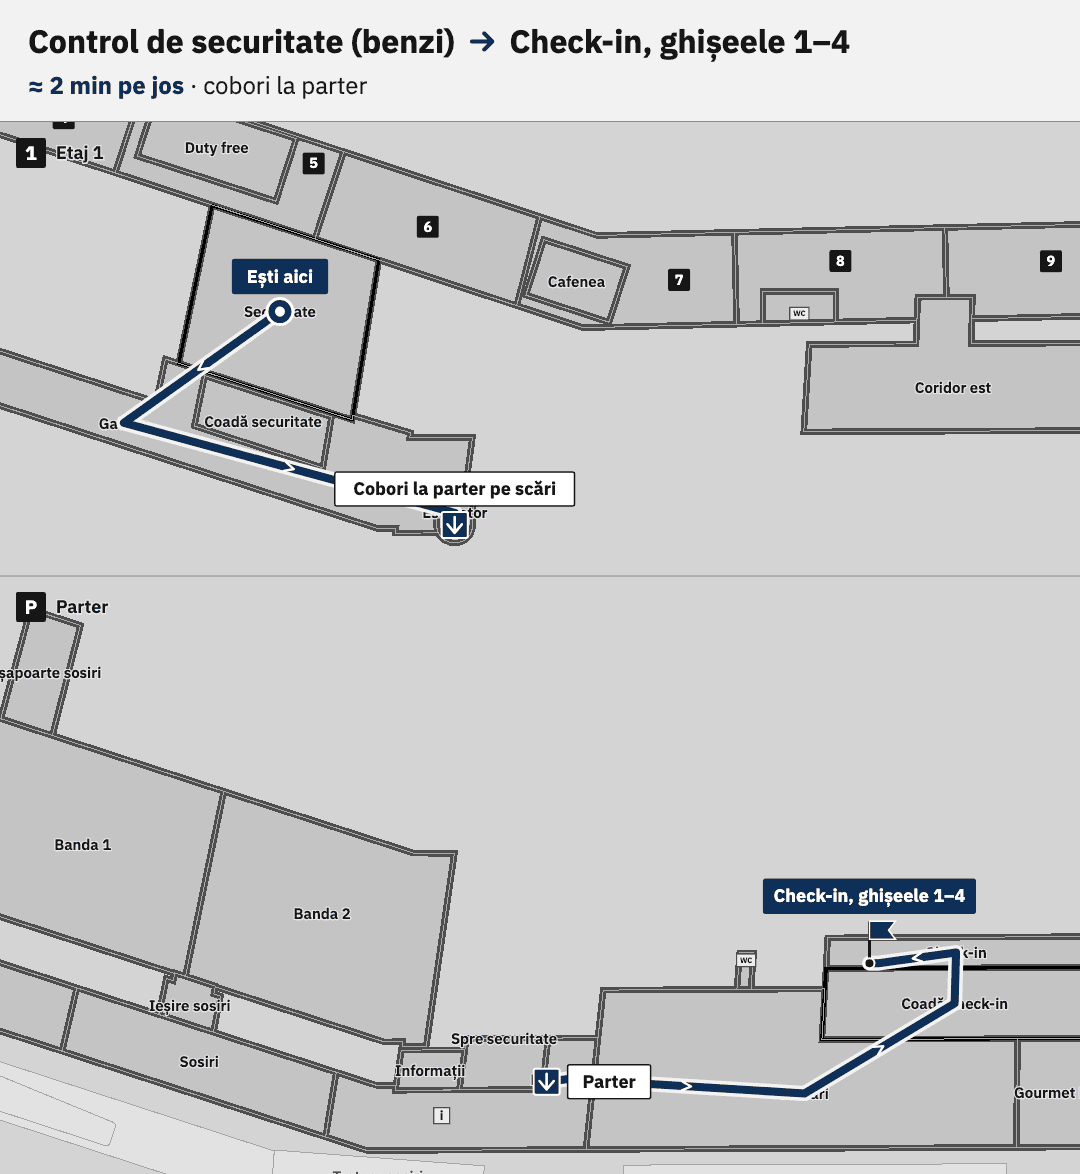 Control de securitate (benzi) → Check-in, ghișeele 1–4
≈ 2 min pe jos · cobori la parter
1 Etaj 1
Duty free
5
6
Ești aici
Cafenea
7
8
9
WC
Coridor est
Coadă securitate
Cobori la parter pe scări
P Parter
șapoarte sosiri
Banda 1
Banda 2
Check-in, ghișeele 1–4
WC
Ieșire sosiri
Spre securitate
Sosiri
Informații
Parter
Gourmet
i